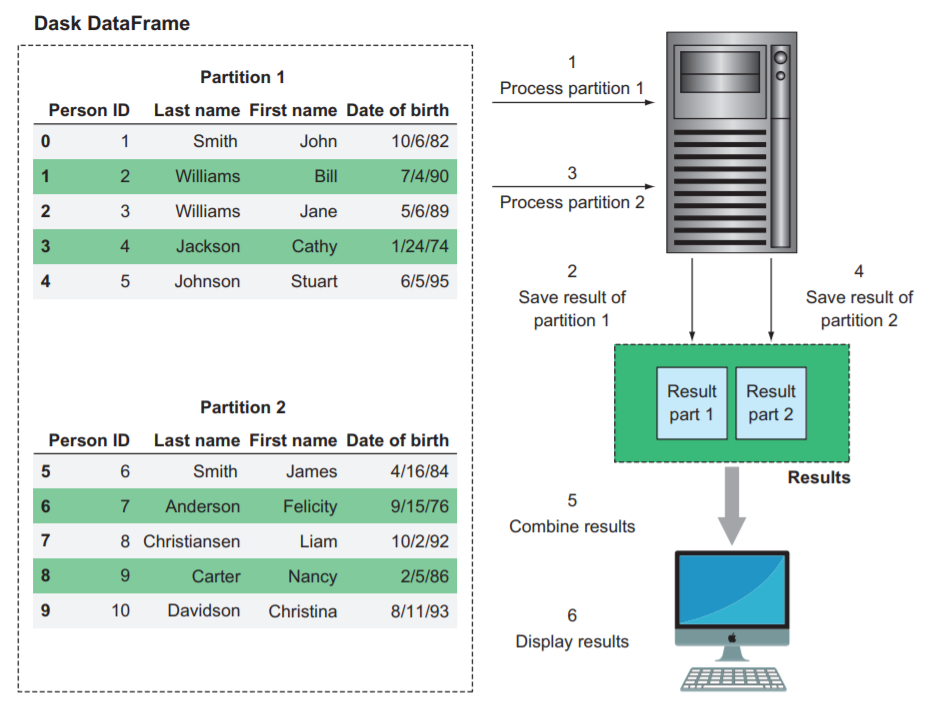 Dask DataFrame
Partition 1
Person ID Last name First name Date of birth
0 1 Smith John 10/6/82
1 2 Williams Bill 7/4/90
2 3 Williams Jane 5/6/89
3 4 Jackson Cathy 1/24/74
4 5 Johnson Stuart 6/5/95
Partition 2
Person ID Last name First name Date of birth
5 6 Smith James 4/16/84
6 7 Anderson Felicity 9/15/76
7 8 Christiansen Liam 10/2/92
8 9 Carter Nancy 2/5/86
9 10 Davidson Christina 8/11/93
1
Process partition 1
3
Process partition 2
2
Save result of
partition 1
4
Save result of
partition 2
Result
part 1
Result
part 2
Results
5
Combine results
6
Display results